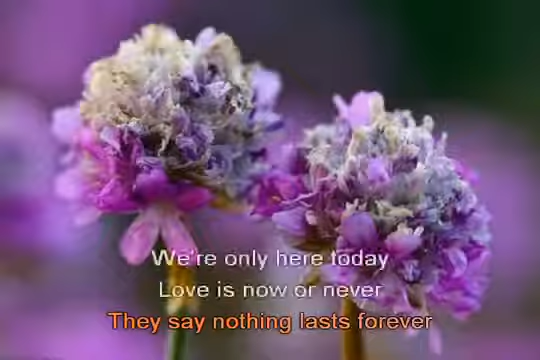 We're only here today
Love is now or never
They say nothing lasts forever